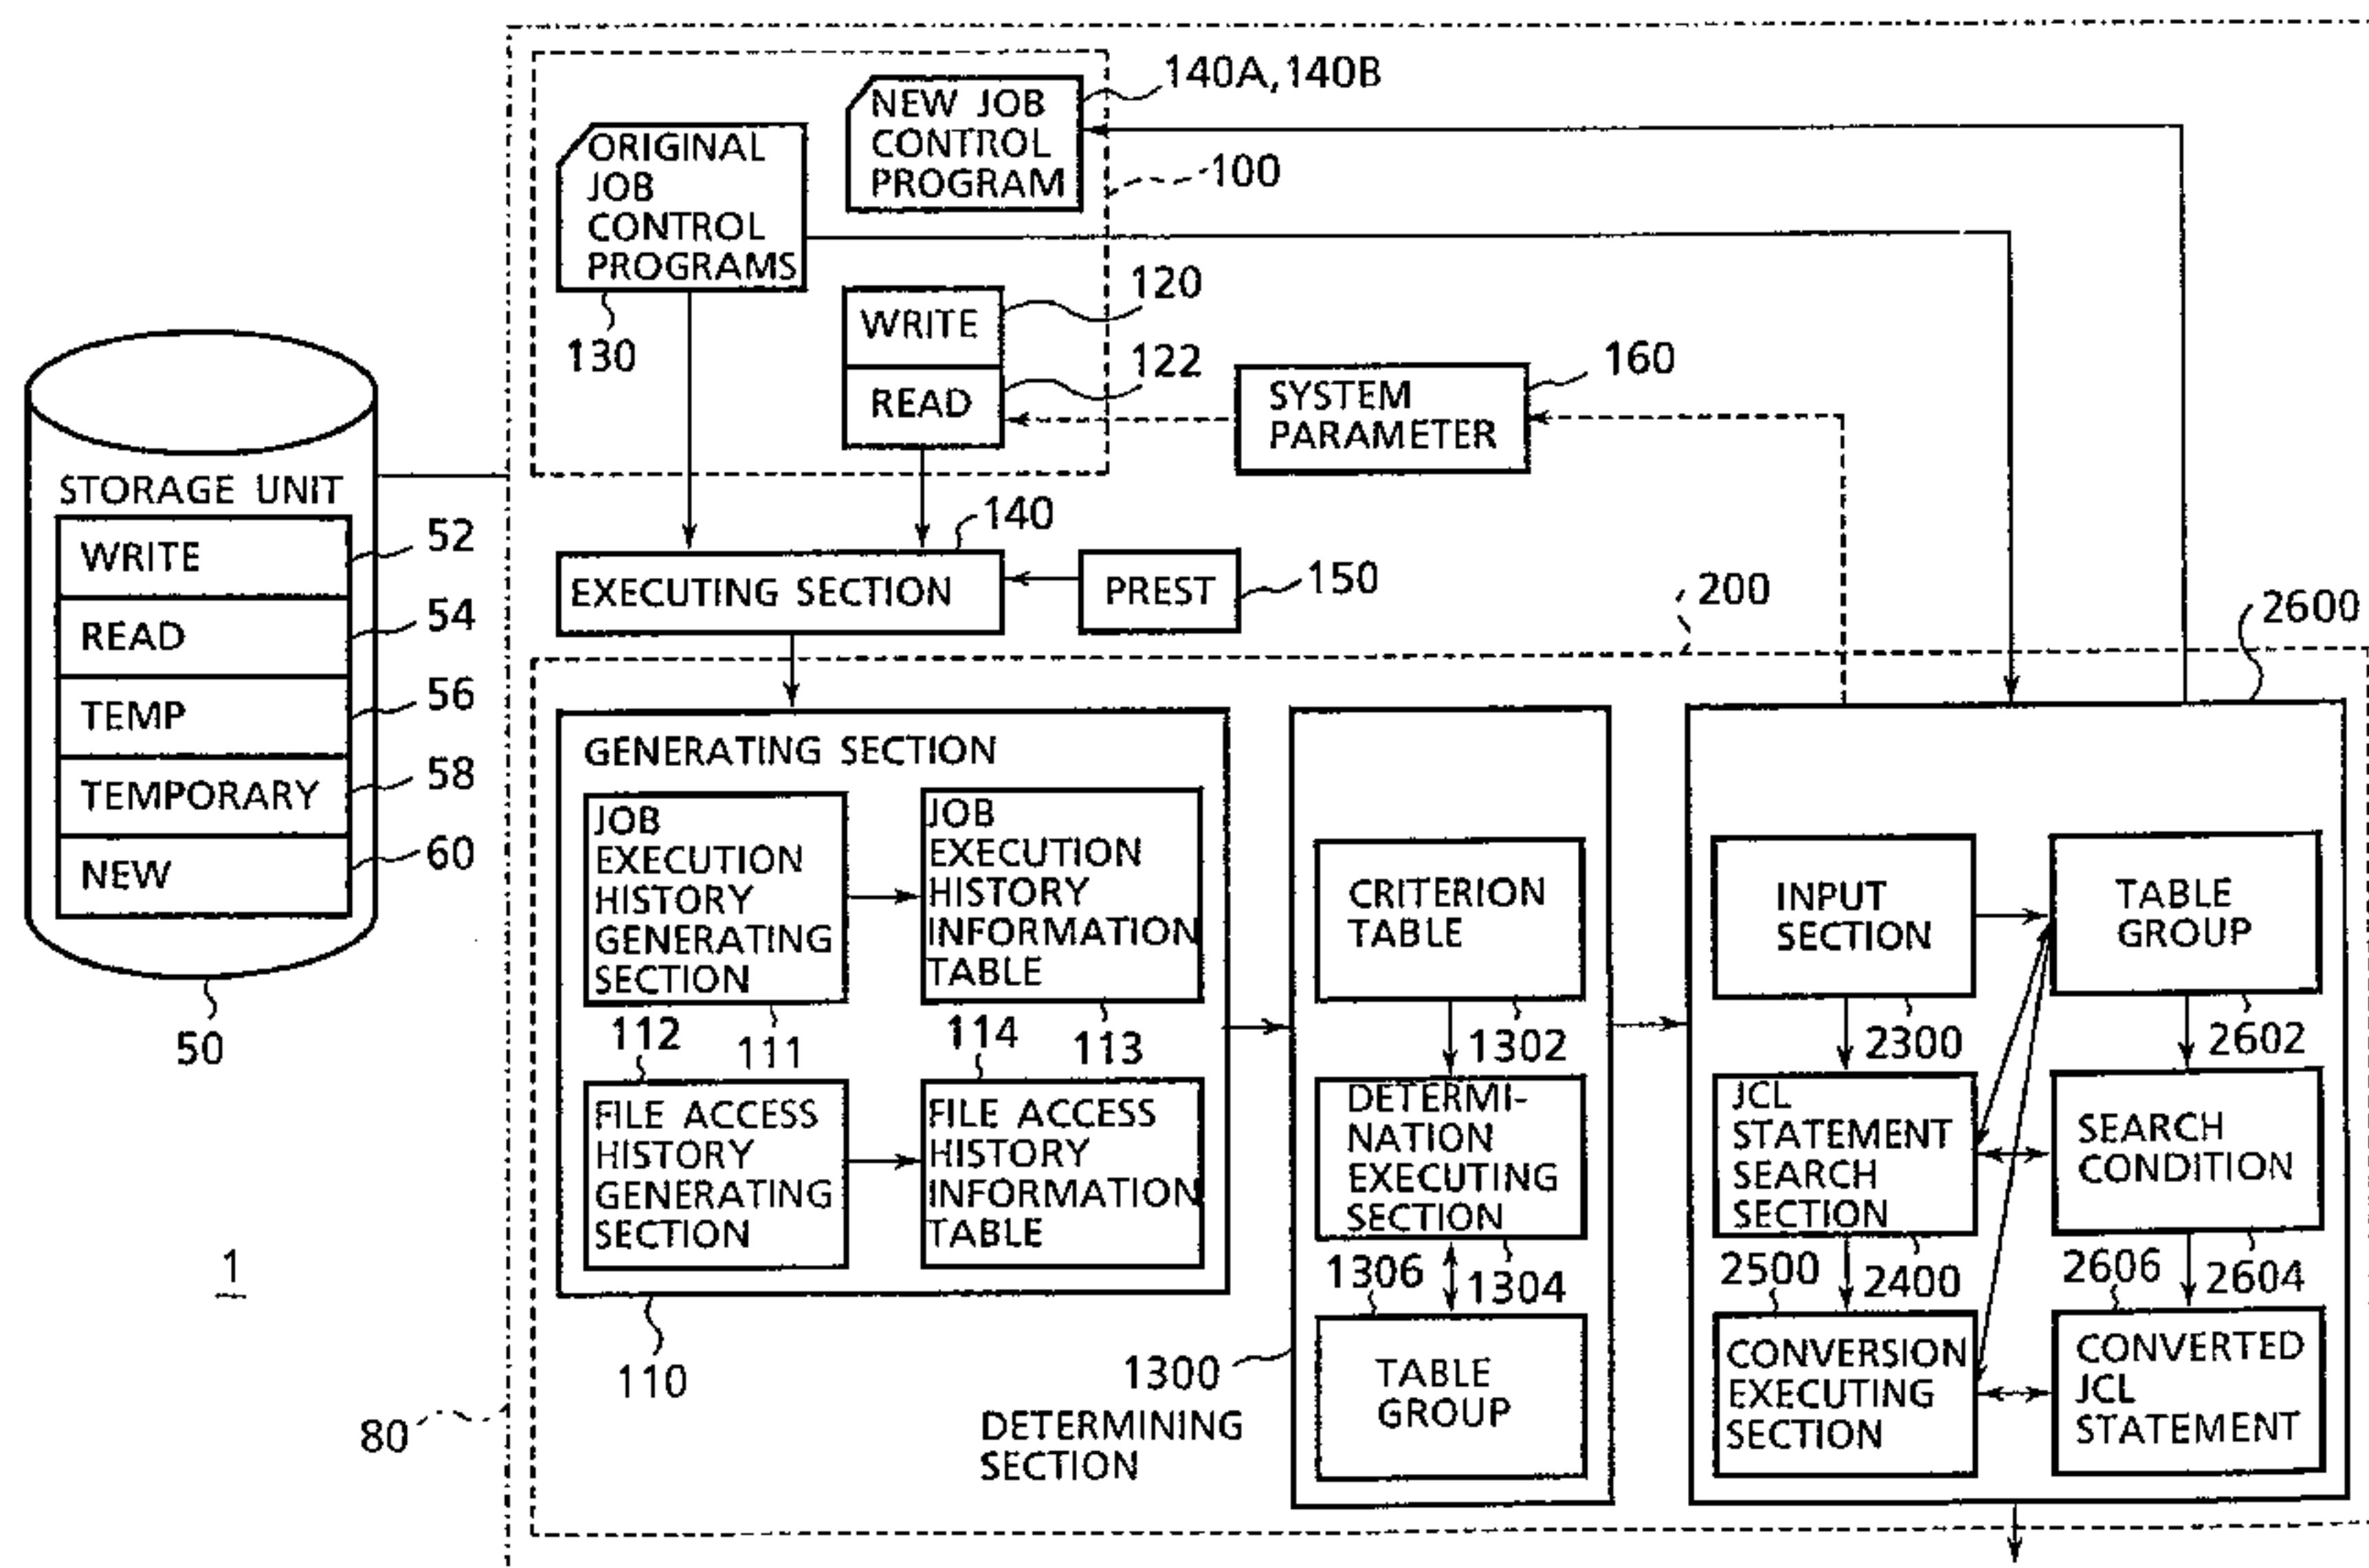 140A, 140B
NEW JOB
CONTROL
PROGRAM
100
ORIGINAL
JOB
CONTROL
PROGRAMS
130
120
WRITE
122
READ
160
SYSTEM
PARAMETER
STORAGE UNIT
WRITE
52
READ
54
TEMP
56
TEMPORARY
58
NEW
60
50
140
EXECUTING SECTION
PREST
150
200
2600
GENERATING SECTION
JOB
EXECUTION
HISTORY
GENERATING
SECTION
111
JOB
EXECUTION
HISTORY
INFORMATION
TABLE
113
112
FILE ACCESS
HISTORY
GENERATING
SECTION
114
FILE ACCESS
HISTORY
INFORMATION
TABLE
110
CRITERION
TABLE
1302
DETERMI-
NATION
EXECUTING
SECTION
1304
1306
TABLE
GROUP
1300
DETERMINING
SECTION
INPUT
SECTION
2300
TABLE
GROUP
2602
JCL
STATEMENT
SEARCH
SECTION
2400
SEARCH
CONDITION
2604
2500
CONVERSION
EXECUTING
SECTION
2606
CONVERTED
JCL
STATEMENT
1
80